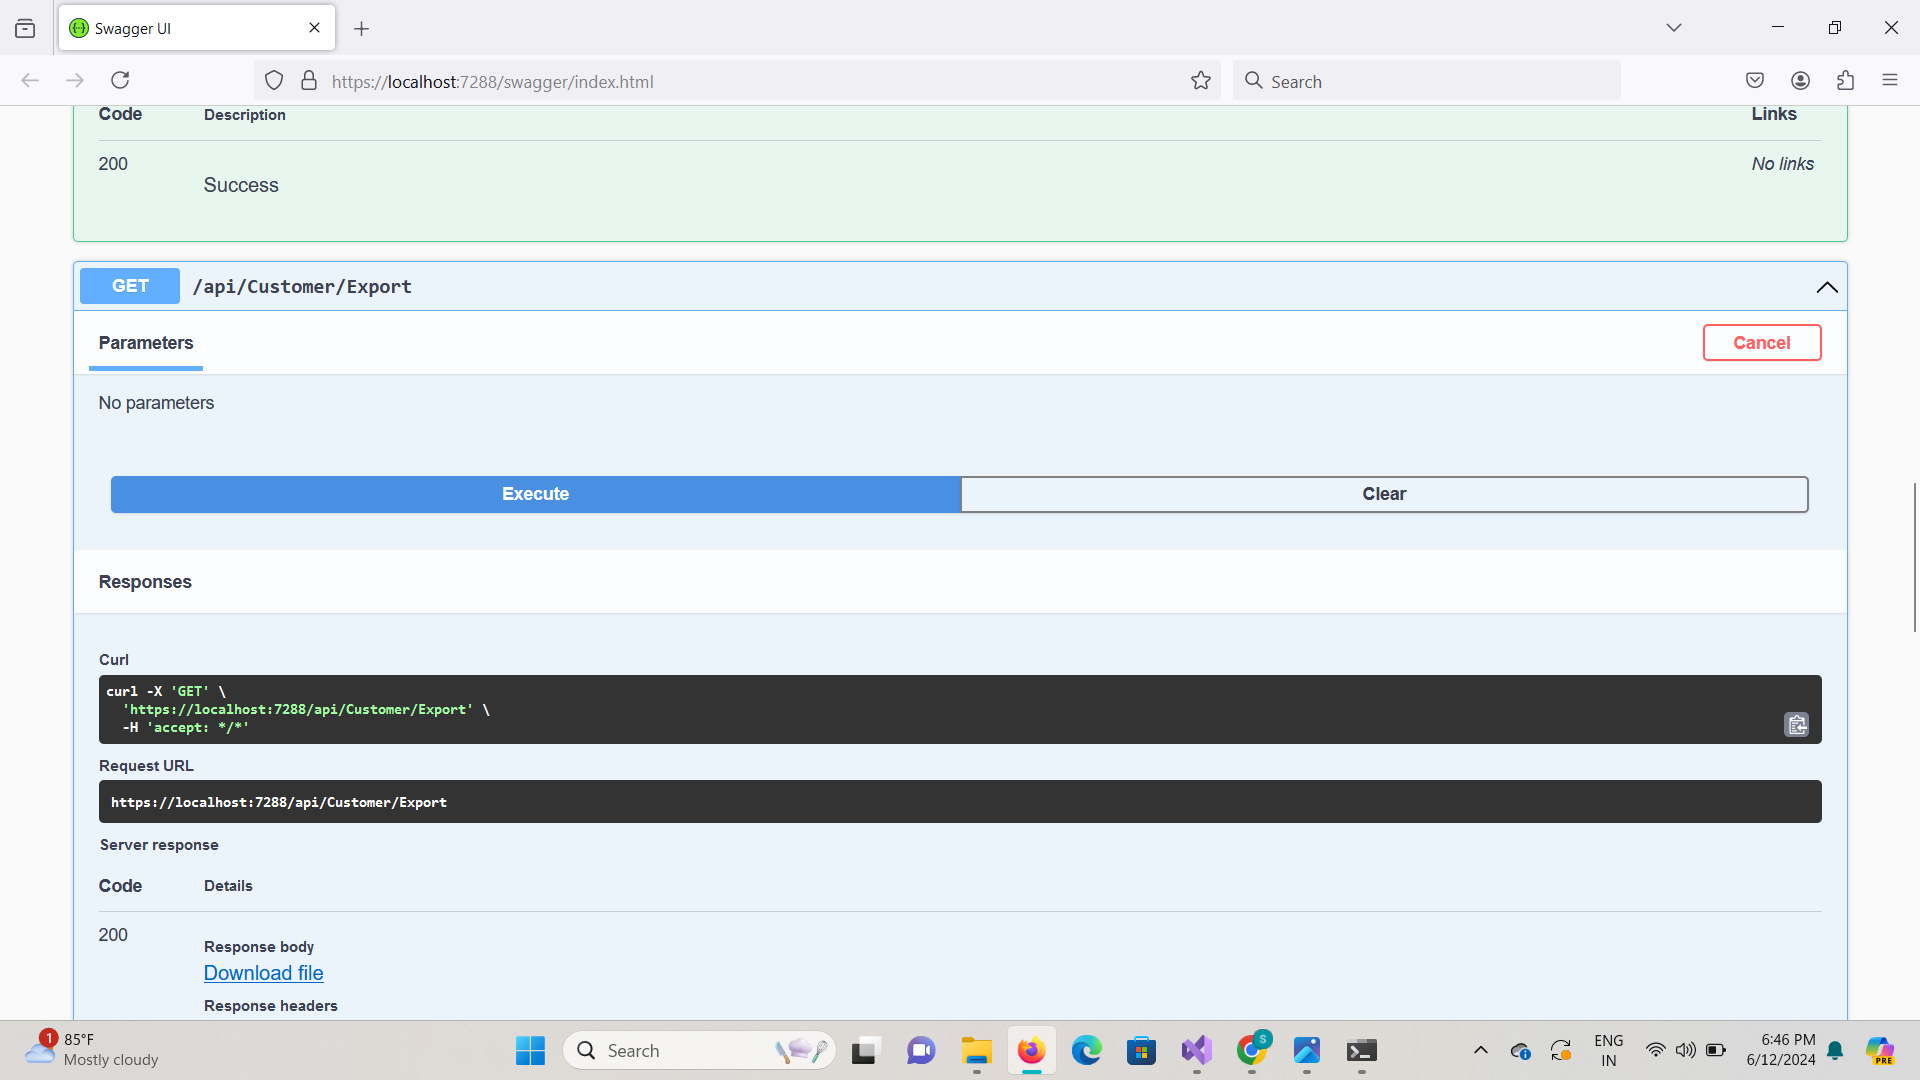 Swagger UI
https://localhost:7288/swagger/index.html
Search
Code Description Links
200 No links
Success
GET /api/Customer/Export
Parameters Cancel
No parameters
Execute Clear
Responses
Curl
curl -X 'GET' \
'https://localhost:7288/api/Customer/Export' \
-H 'accept: */*'
Request URL
https://localhost:7288/api/Customer/Export
Server response
Code Details
200
Response body
Download file
Response headers
1 85°F
Mostly cloudy
Search
S
ENG
IN
6:46 PM
6/12/2024
PRE